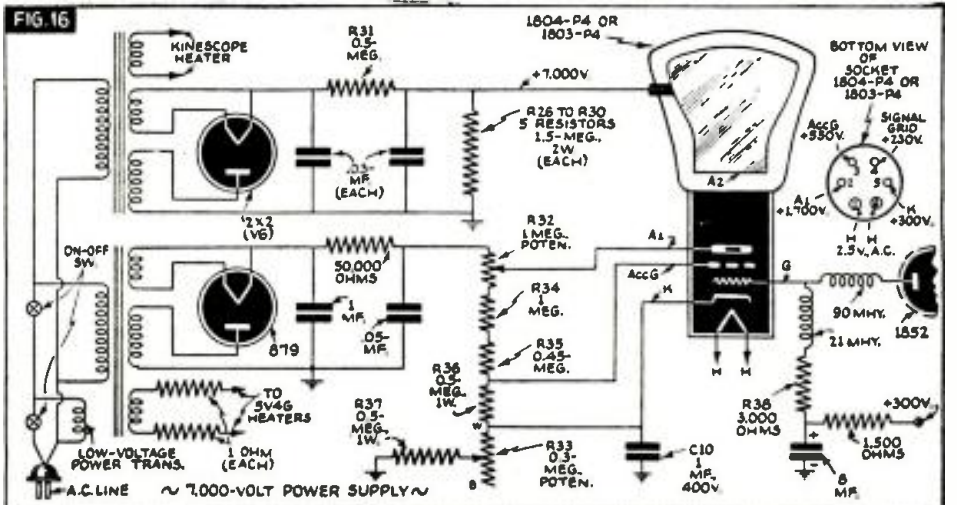 FIG.16
KINESCOPE
HEATER
R31
0.5-
MEG.
+7,000V.
1804-P4 OR
1803-P4
BOTTOM VIEW
OF
SOCKET
1804-P4 OR
1803-P4
R26 TO R30
5 RESISTORS
1.5-MEG.,
2W.
(EACH)
MF.
(EACH)
2X2
(V6)
A2
AccG
+550V.
SIGNAL
GRID
+230V.
2
5
A1
+1,700V.
K
+300V.
H H
2.5V., A.C.
ON-OFF
SW.
50,000
OHMS
R32
1 MEG.
POTEN.
A1
AccG
K
G
90 MHY.
1852
879
1
MF.
.05-
MF.
R34
1
MEG.
R35
0.45-
MEG.
R36
0.5-
MEG.
1W.
H H
21 MHY.
TO
5V4G
HEATERS
1 OHM
(EACH)
R37
0.5-
MEG.
1W.
W
B
R33
0.3-
MEG.
POTEN.
C10
1
MF.,
400V.
R38
3,000
OHMS
+300V.
1,500
OHMS
+
-
8
MF.
LOW-VOLTAGE
POWER TRANS.
A.C. LINE
~ 7,000-VOLT POWER SUPPLY ~